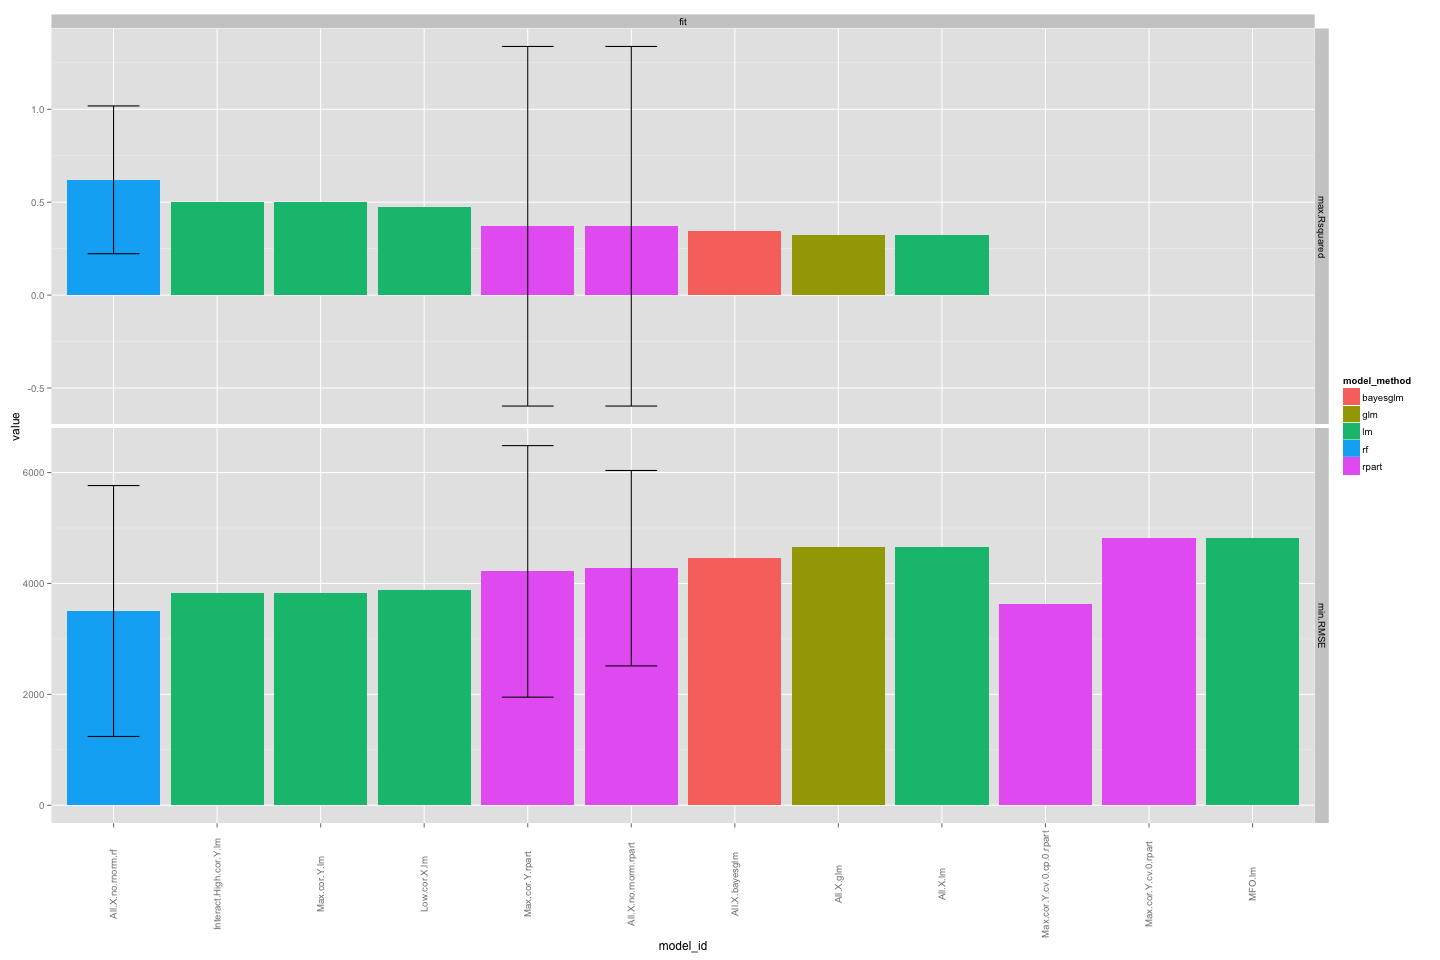 fit
1.0
0.5
0.0
-0.5
max.Rsquared
value
6000
4000
2000
0
min.RMSE
All.X.no.rnorm.rf
Interact.High.cor.Y.lm
Max.cor.Y.lm
Low.cor.X.lm
Max.cor.Y.rpart
All.X.no.rnorm.rpart
All.X.bayesglm
All.X.glm
All.X.lm
Max.cor.Y.cv.0.cp.0.rpart
Max.cor.Y.cv.0.rpart
MFO.lm
model_id
model_method
bayesglm
glm
lm
rf
rpart